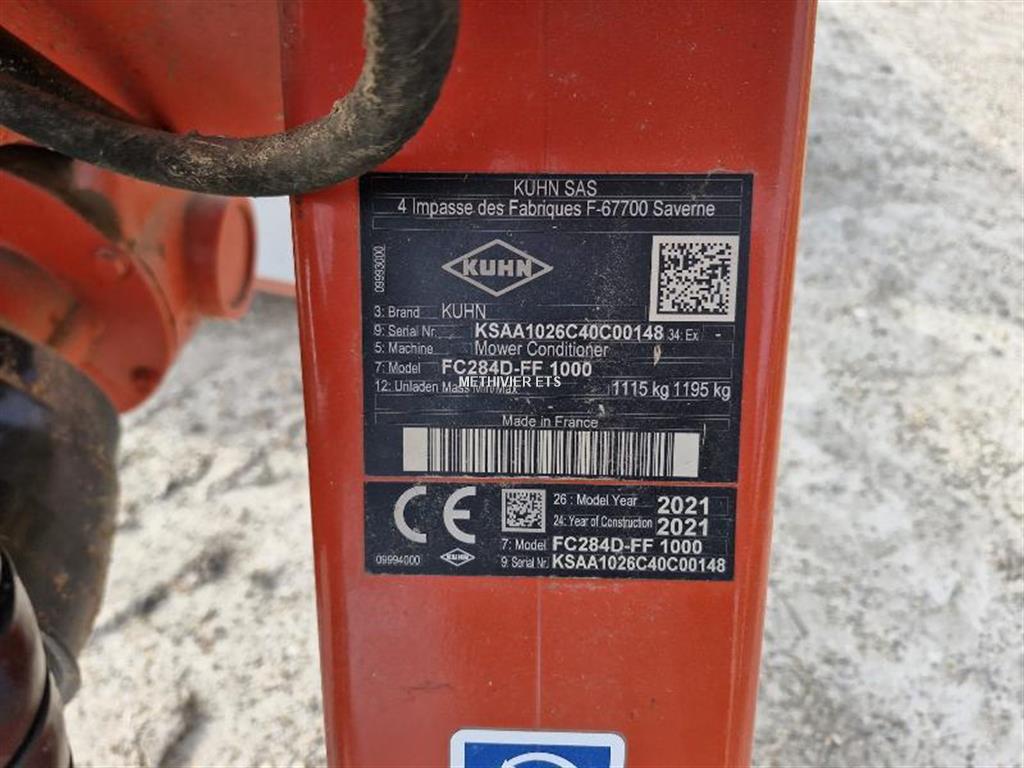 KUHN SAS
4 Impasse des Fabriques F-67700 Saverne
09993000
KUHN
3: Brand KUHN
9: Serial Nr. KSAA1026C40C00148 34: Ex -
5: Machine Mower Conditioner
7: Model FC284D-FF 1000
METHIVIER ETS
12: Unladen Mass Min/Max 1115 kg 1195 kg
Made in France
CE
26 : Model Year 2021
24: Year of Construction 2021
7: Model FC284D-FF 1000
09994000 KUHN 9: Serial Nr. KSAA1026C40C00148